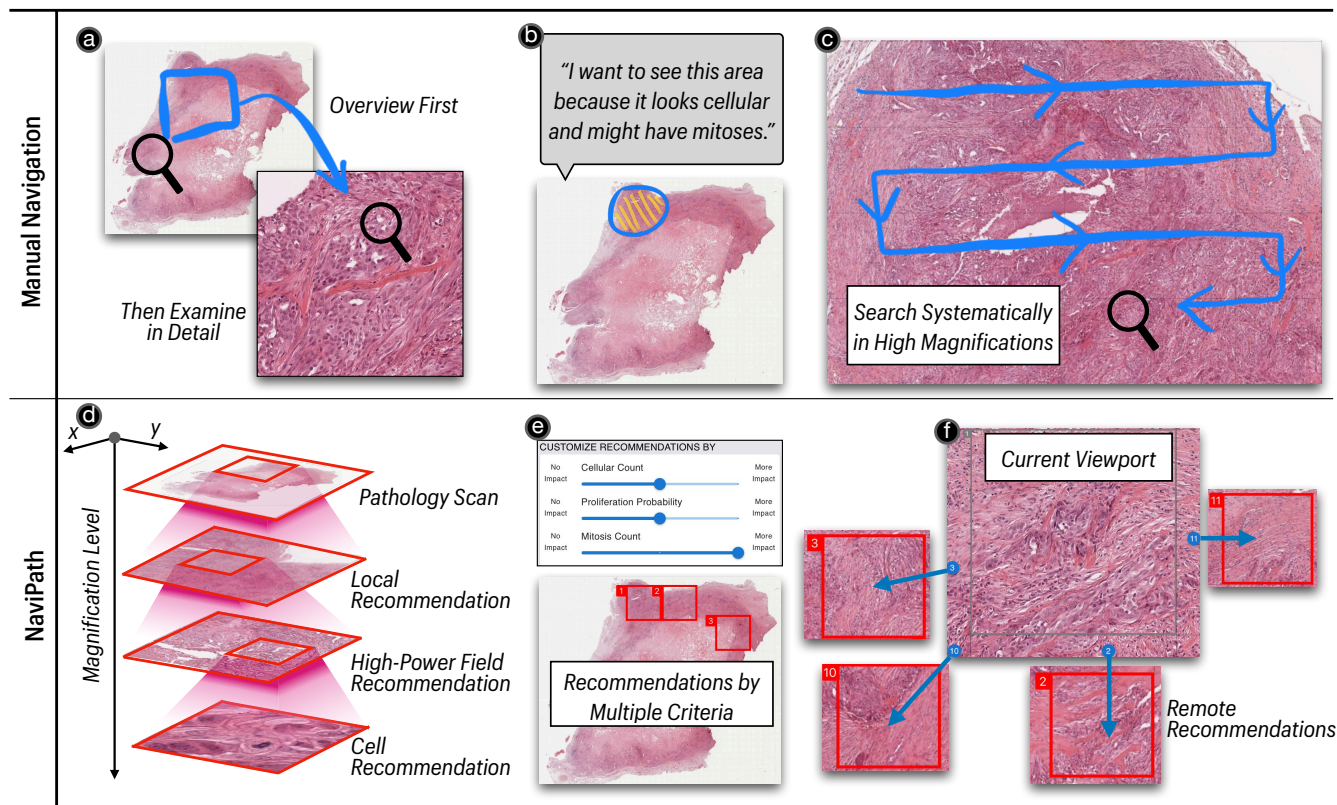 Manual Navigation
a
Overview First
Then Examine
in Detail
b
“I want to see this area
because it looks cellular
and might have mitoses.”
c
Search Systematically
in High Magnifications
NaviPath
d
x
y
Magnification Level
Pathology Scan
Local
Recommendation
High-Power Field
Recommendation
Cell
Recommendation
e
CUSTOMIZE RECOMMENDATIONS BY
No
Impact
Cellular Count
More
Impact
No
Impact
Proliferation Probability
More
Impact
No
Impact
Mitosis Count
More
Impact
1
2
3
Recommendations by
Multiple Criteria
f
Current Viewport
3
3
11
11
10
10
2
2
Remote
Recommendations